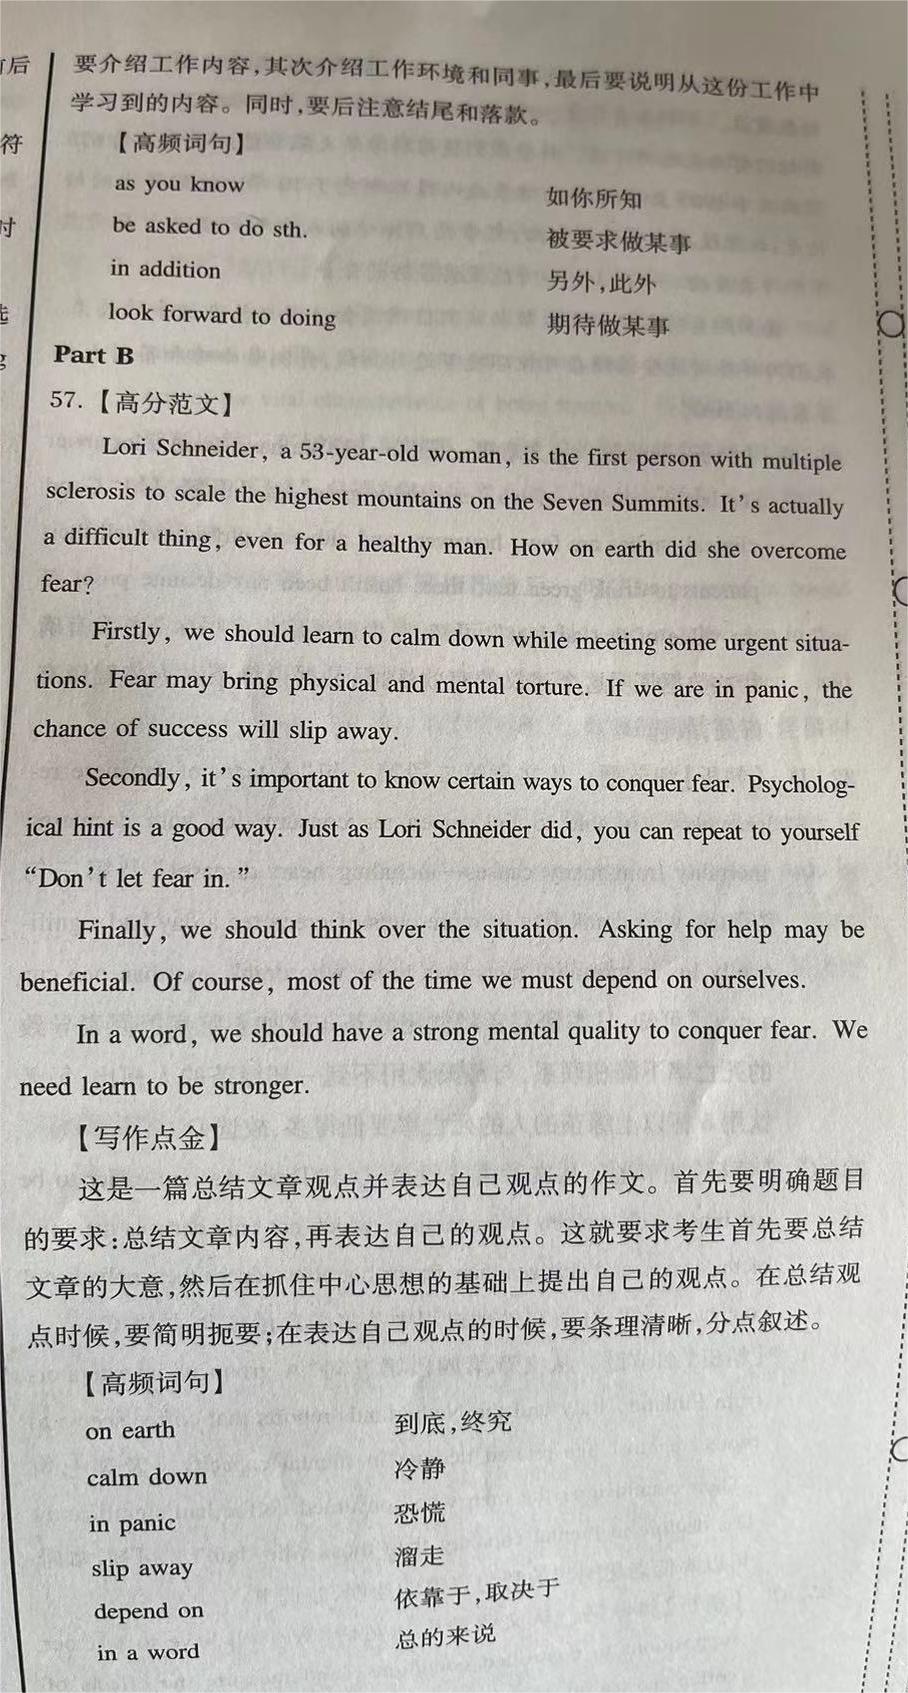 后
要介绍工作内容,其次介绍工作环境和同事,最后要说明从这份工作中
学习到的内容。同时,要后注意结尾和落款。
符
【高频词句】
as you know 如你所知
时
be asked to do sth. 被要求做某事
in addition 另外,此外
look forward to doing 期待做某事
Part B
57.【高分范文】
Lori Schneider, a 53-year-old woman, is the first person with multiple
sclerosis to scale the highest mountains on the Seven Summits. It's actually
a difficult thing, even for a healthy man. How on earth did she overcome
fear?
Firstly, we should learn to calm down while meeting some urgent situa-
tions. Fear may bring physical and mental torture. If we are in panic, the
chance of success will slip away.
Secondly, it's important to know certain ways to conquer fear. Psycholog-
ical hint is a good way. Just as Lori Schneider did, you can repeat to yourself
“Don't let fear in.”
Finally, we should think over the situation. Asking for help may be
beneficial. Of course, most of the time we must depend on ourselves.
In a word, we should have a strong mental quality to conquer fear. We
need learn to be stronger.
【写作点金】
这是一篇总结文章观点并表达自己观点的作文。首先要明确题目
的要求:总结文章内容,再表达自己的观点。这就要求考生首先要总结
文章的大意,然后在抓住中心思想的基础上提出自己的观点。在总结观
点时候,要简明扼要;在表达自己观点的时候,要条理清晰,分点叙述。
【高频词句】
on earth 到底,终究
calm down 冷静
in panic 恐慌
slip away 溜走
depend on 依靠于,取决于
in a word 总的来说